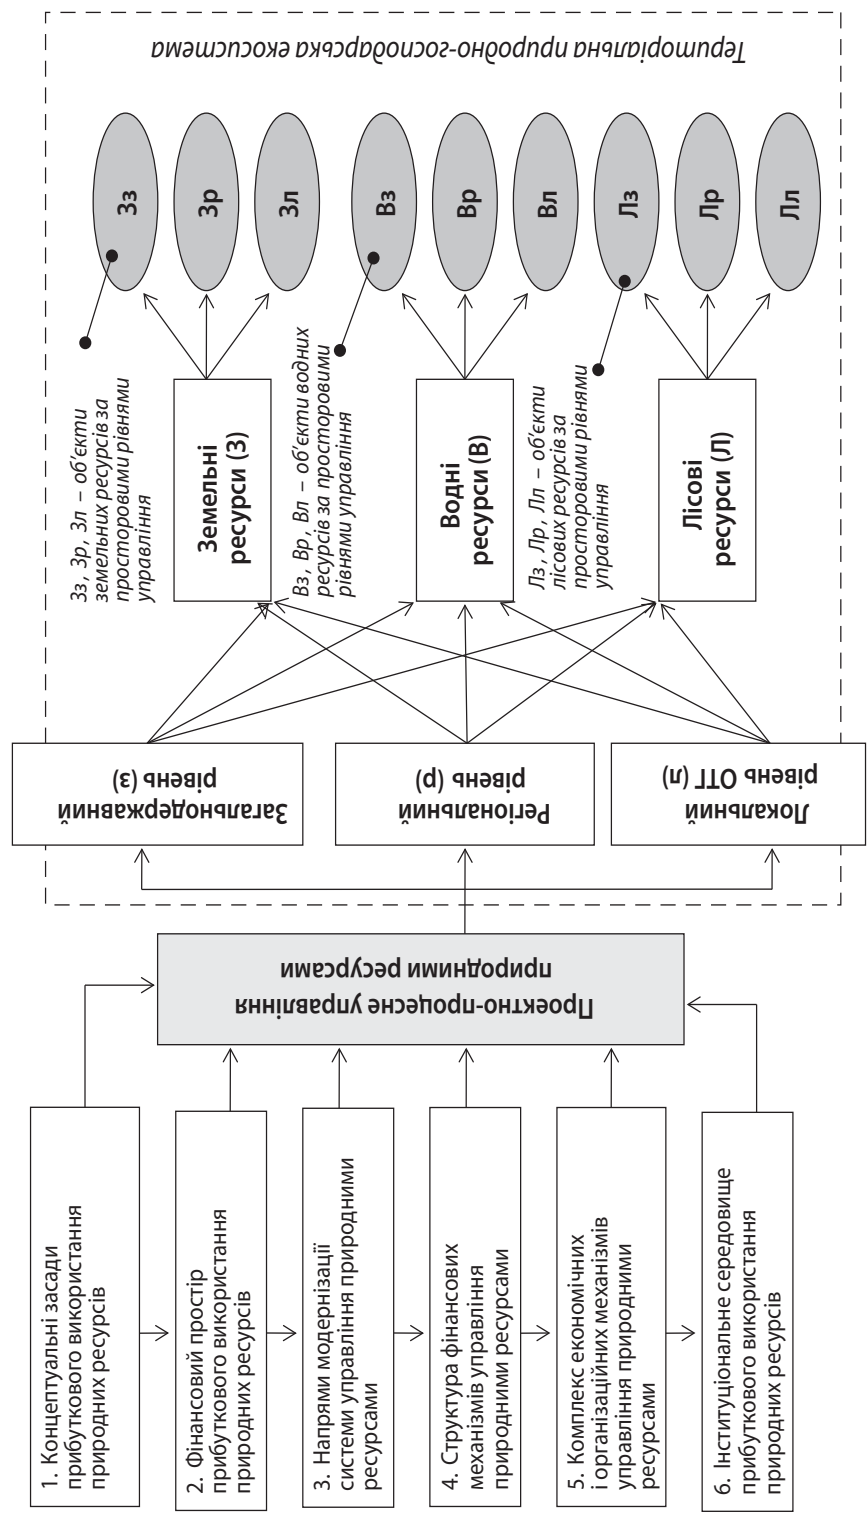 1. Концептуальні засади
прибуткового використання
природних ресурсів
2. Фінансовий простір
прибуткового використання
природних ресурсів
3. Напрями модернізації
системи управління природними
ресурсами
4. Структура фінансових
механізмів управління
природними ресурсами
5. Комплекс економічних
і організаційних механізмів
управління природними
ресурсами
6. Інституціональне середовище
прибуткового використання
природних ресурсів
Проектно-процесне управління
природними ресурсами
Загальнодержавний
рівень (з)
Регіональний
рівень (р)
Локальний
рівень ОТГ (л)
Зз, Зр, Зл – об’єкти
земельних ресурсів за
просторовими рівнями
управління
Земельні
ресурси (З)
Вз, Вр, Вл – об’єкти водних
ресурсів за просторовими
рівнями управління
Водні
ресурси (В)
Лз, Лр, Лл – об’єкти
лісових ресурсів за
просторовими рівнями
управління
Лісові
ресурси (Л)
Зз
Зр
Зл
Вз
Вр
Вл
Лз
Лр
Лл
Територіальна природно-господарська екосистема